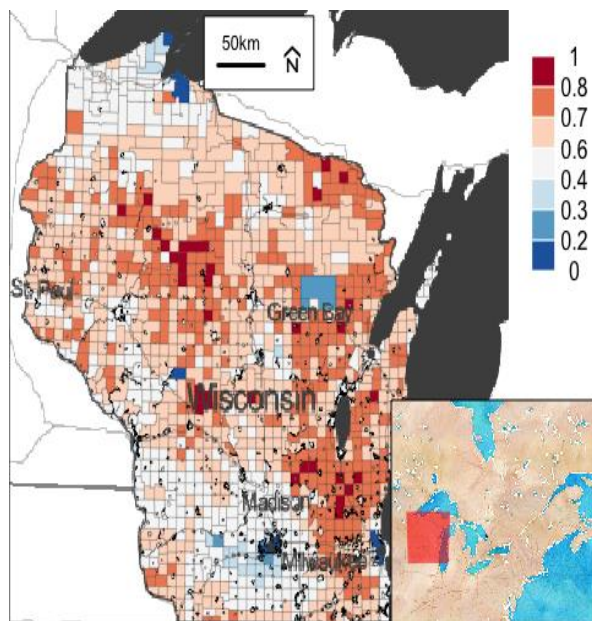 50km
N
1
0.8
0.7
0.6
0.4
0.3
0.2
0
St. Paul
Green Bay
Wisconsin
Madison
Milwaukee